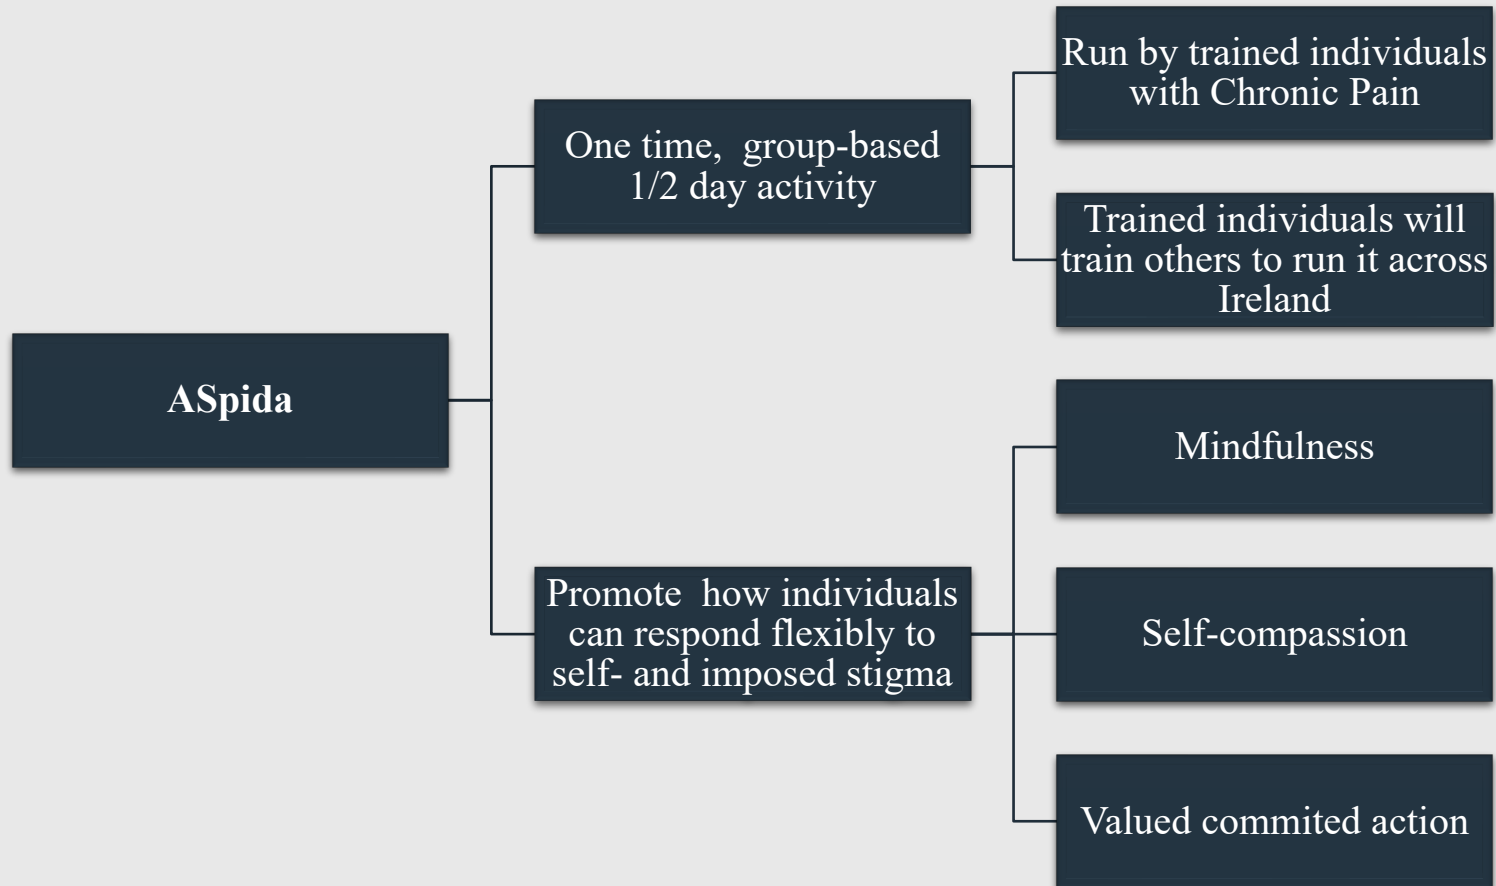 ASpida
One time,  group-based
1/2 day activity
Run by trained individuals
with Chronic Pain
Trained individuals will
train others to run it across
Ireland
Promote  how individuals
can respond flexibly to
self- and imposed stigma
Mindfulness
Self-compassion
Valued commited action